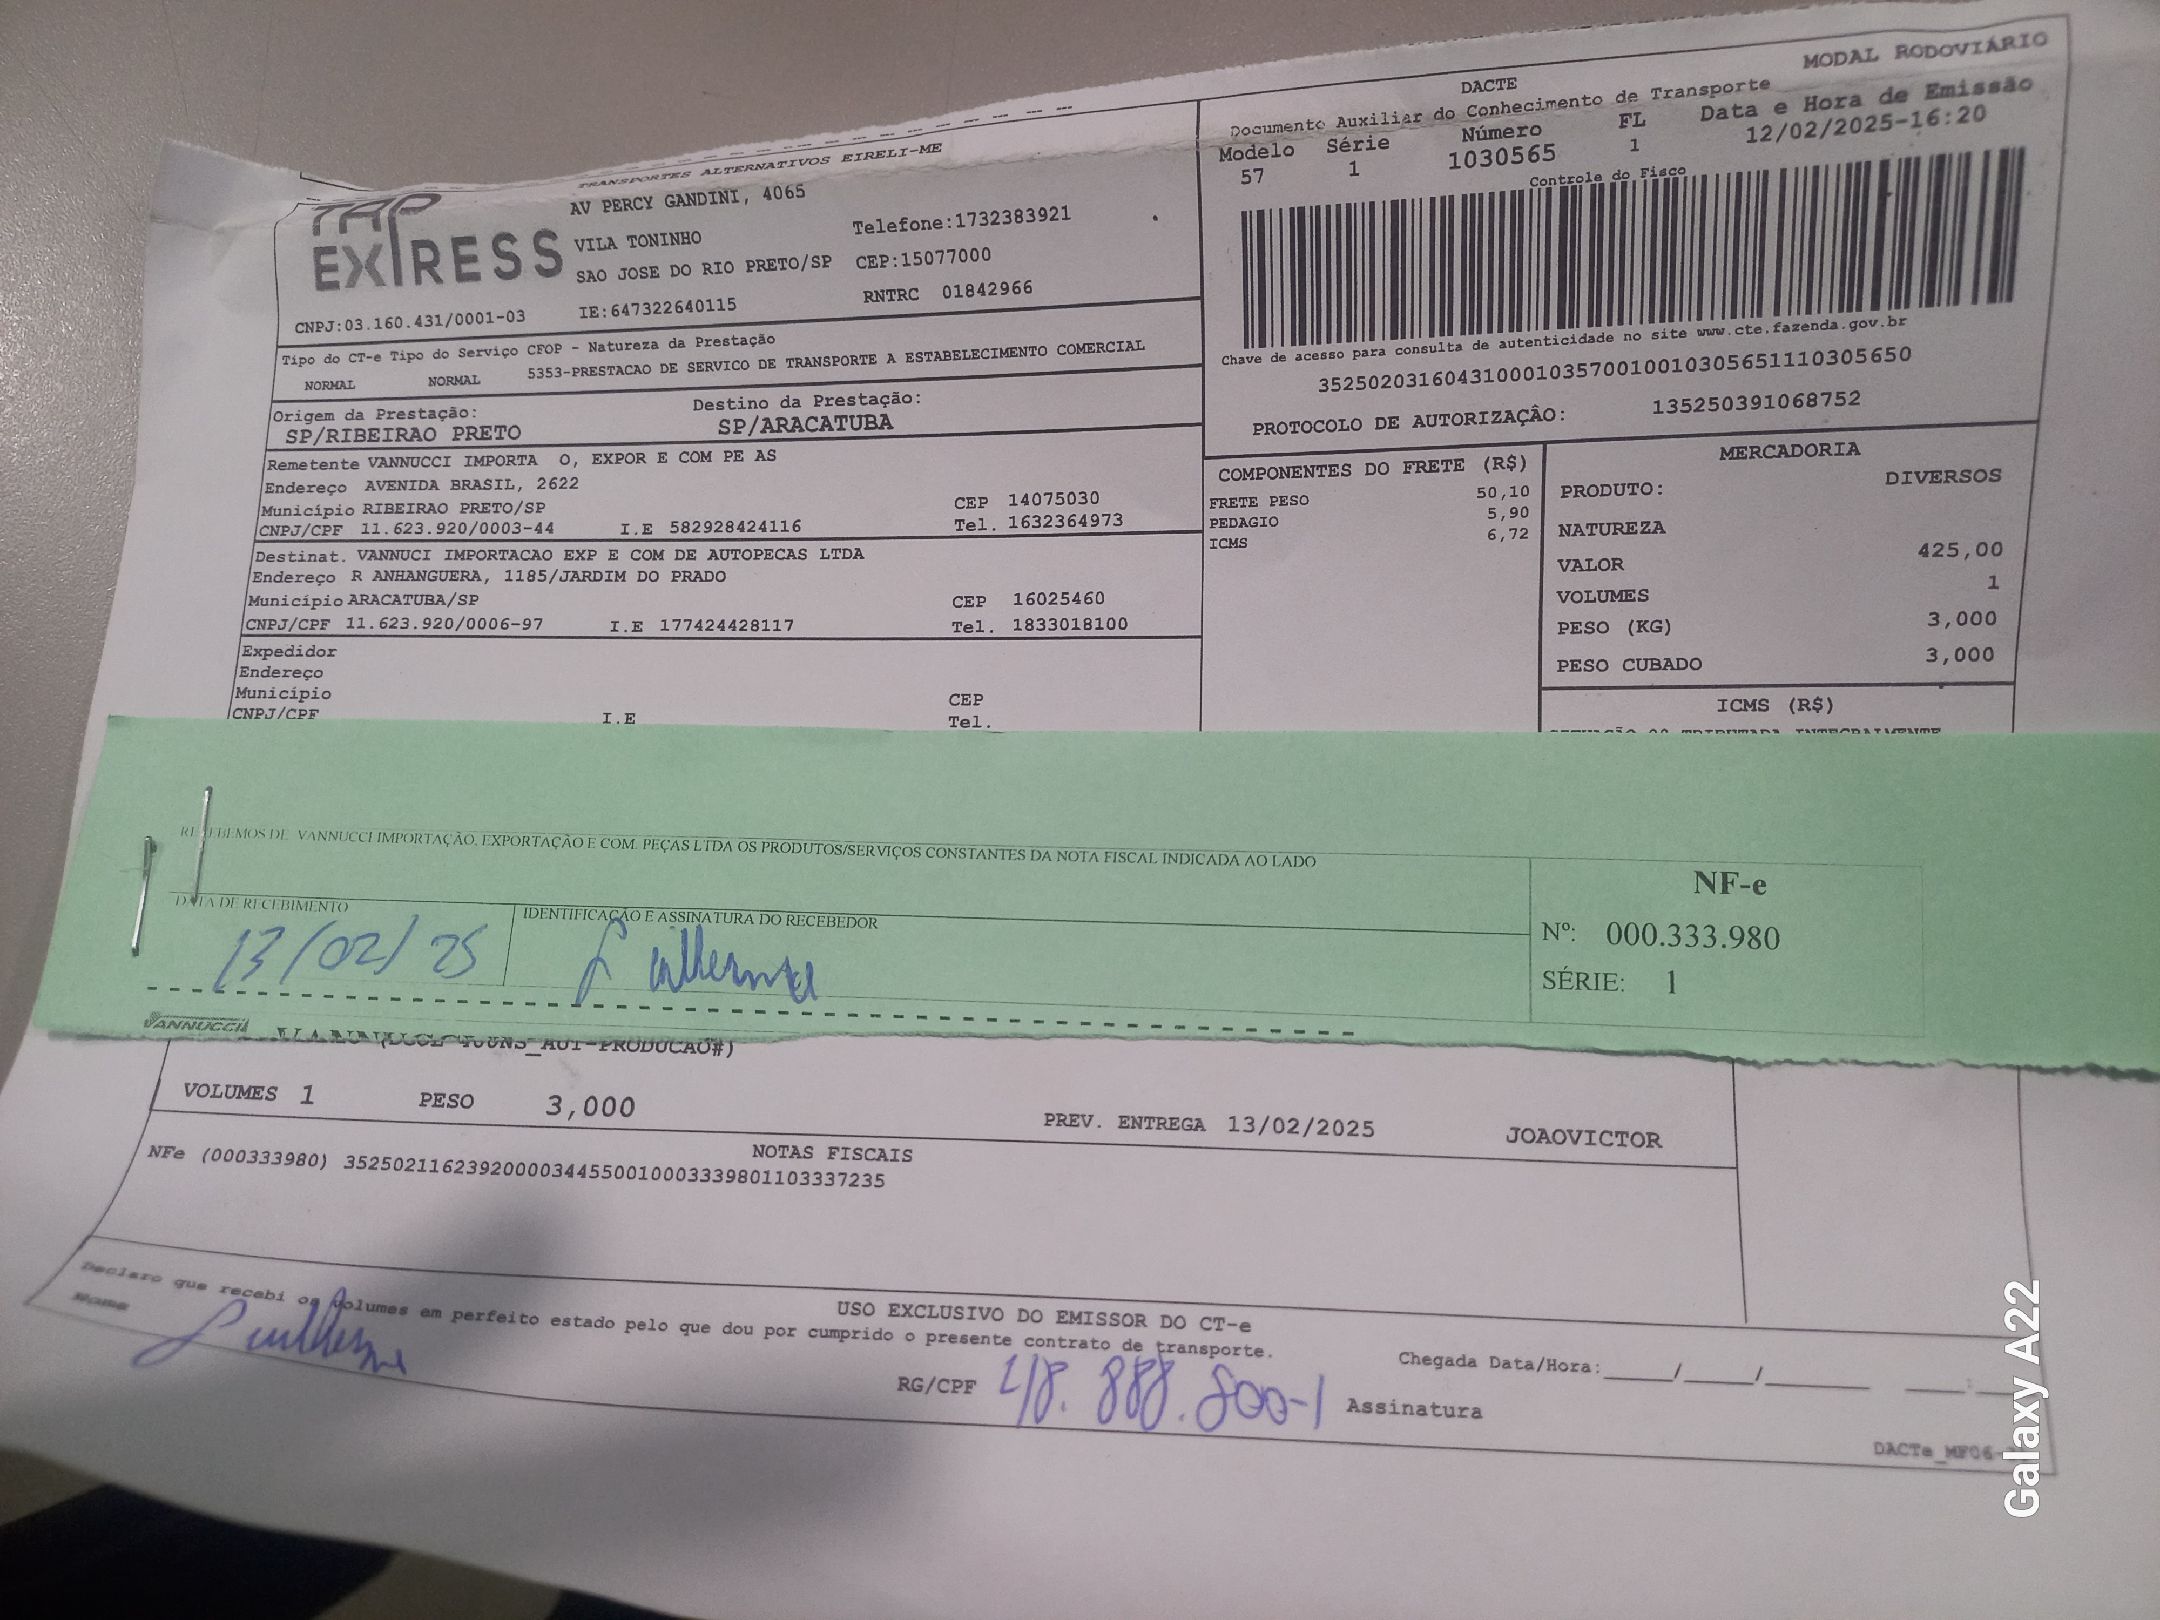 MODAL RODOVIÁRIO
DACTE
Documento Auxiliar do Conhecimento de Transporte
Modelo Série Número FL Data e Hora de Emissão
57 1 1030565 1 12/02/2025-16:20
Controle do Fisco
TRANSPORTES ALTERNATIVOS EIRELI-ME
TAP EXPRESS
AV PERCY GANDINI, 4065
VILA TONINHO Telefone:1732383921
SAO JOSE DO RIO PRETO/SP CEP:15077000
CNPJ:03.160.431/0001-03 IE:647322640115 RNTRC 01842966
Tipo do CT-e Tipo do Serviço CFOP - Natureza da Prestação
NORMAL NORMAL 5353-PRESTACAO DE SERVICO DE TRANSPORTE A ESTABELECIMENTO COMERCIAL
Chave de acesso para consulta de autenticidade no site www.cte.fazenda.gov.br
35250203160431000103570010010305651110305650
PROTOCOLO DE AUTORIZAÇÃO: 135250391068752
Origem da Prestação: Destino da Prestação:
SP/RIBEIRAO PRETO SP/ARACATUBA
Remetente VANNUCCI IMPORTA O, EXPOR E COM PE AS
Endereço AVENIDA BRASIL, 2622
Município RIBEIRAO PRETO/SP CEP 14075030
CNPJ/CPF 11.623.920/0003-44 I.E 582928424116 Tel. 1632364973
Destinat. VANNUCI IMPORTACAO EXP E COM DE AUTOPECAS LTDA
Endereço R ANHANGUERA, 1185/JARDIM DO PRADO
Município ARACATUBA/SP CEP 16025460
CNPJ/CPF 11.623.920/0006-97 I.E 177424428117 Tel. 1833018100
Expedidor
Endereço
Município CEP
CNPJ/CPF I.E Tel.
COMPONENTES DO FRETE (R$)
FRETE PESO 50,10
PEDAGIO 5,90
ICMS 6,72
MERCADORIA
PRODUTO: DIVERSOS
NATUREZA
VALOR 425,00
VOLUMES 1
PESO (KG) 3,000
PESO CUBADO 3,000
ICMS (R$)
TRIBUTADA INTEGRALMENTE
RECEBEMOS DE VANNUCCI IMPORTAÇÃO, EXPORTAÇÃO E COM. PEÇAS LTDA OS PRODUTOS/SERVIÇOS CONSTANTES DA NOTA FISCAL INDICADA AO LADO
DATA DE RECEBIMENTO IDENTIFICAÇÃO E ASSINATURA DO RECEBEDOR
13/02/25 Guilherme
NF-e
Nº: 000.333.980
SÉRIE: 1
VANNUCCI
VOLUMES 1 PESO 3,000 PREV. ENTREGA 13/02/2025 JOAOVICTOR
NOTAS FISCAIS
NFe (000333980) 35250211623920000344550010003339801103337235
USO EXCLUSIVO DO EMISSOR DO CT-e
Declaro que recebi os volumes em perfeito estado pelo que dou por cumprido o presente contrato de transporte.
Nome Guilherme RG/CPF 48.888.800-1 Assinatura
Chegada Data/Hora:_____/_____/________
Galaxy A22